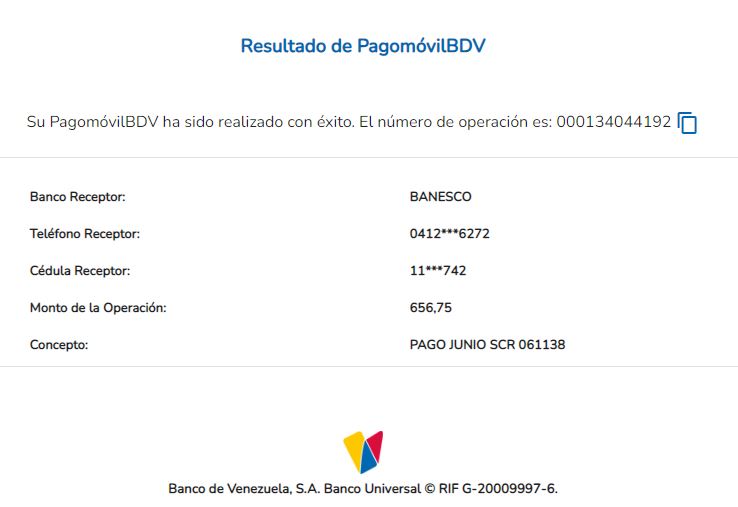 Resultado de PagomóvilBDV
Su PagomóvilBDV ha sido realizado con éxito. El número de operación es: 000134044192
Banco Receptor: BANESCO
Teléfono Receptor: 0412***6272
Cédula Receptor: 11***742
Monto de la Operación: 656,75
Concepto: PAGO JUNIO SCR 061138
Banco de Venezuela, S.A. Banco Universal © RIF G-20009997-6.